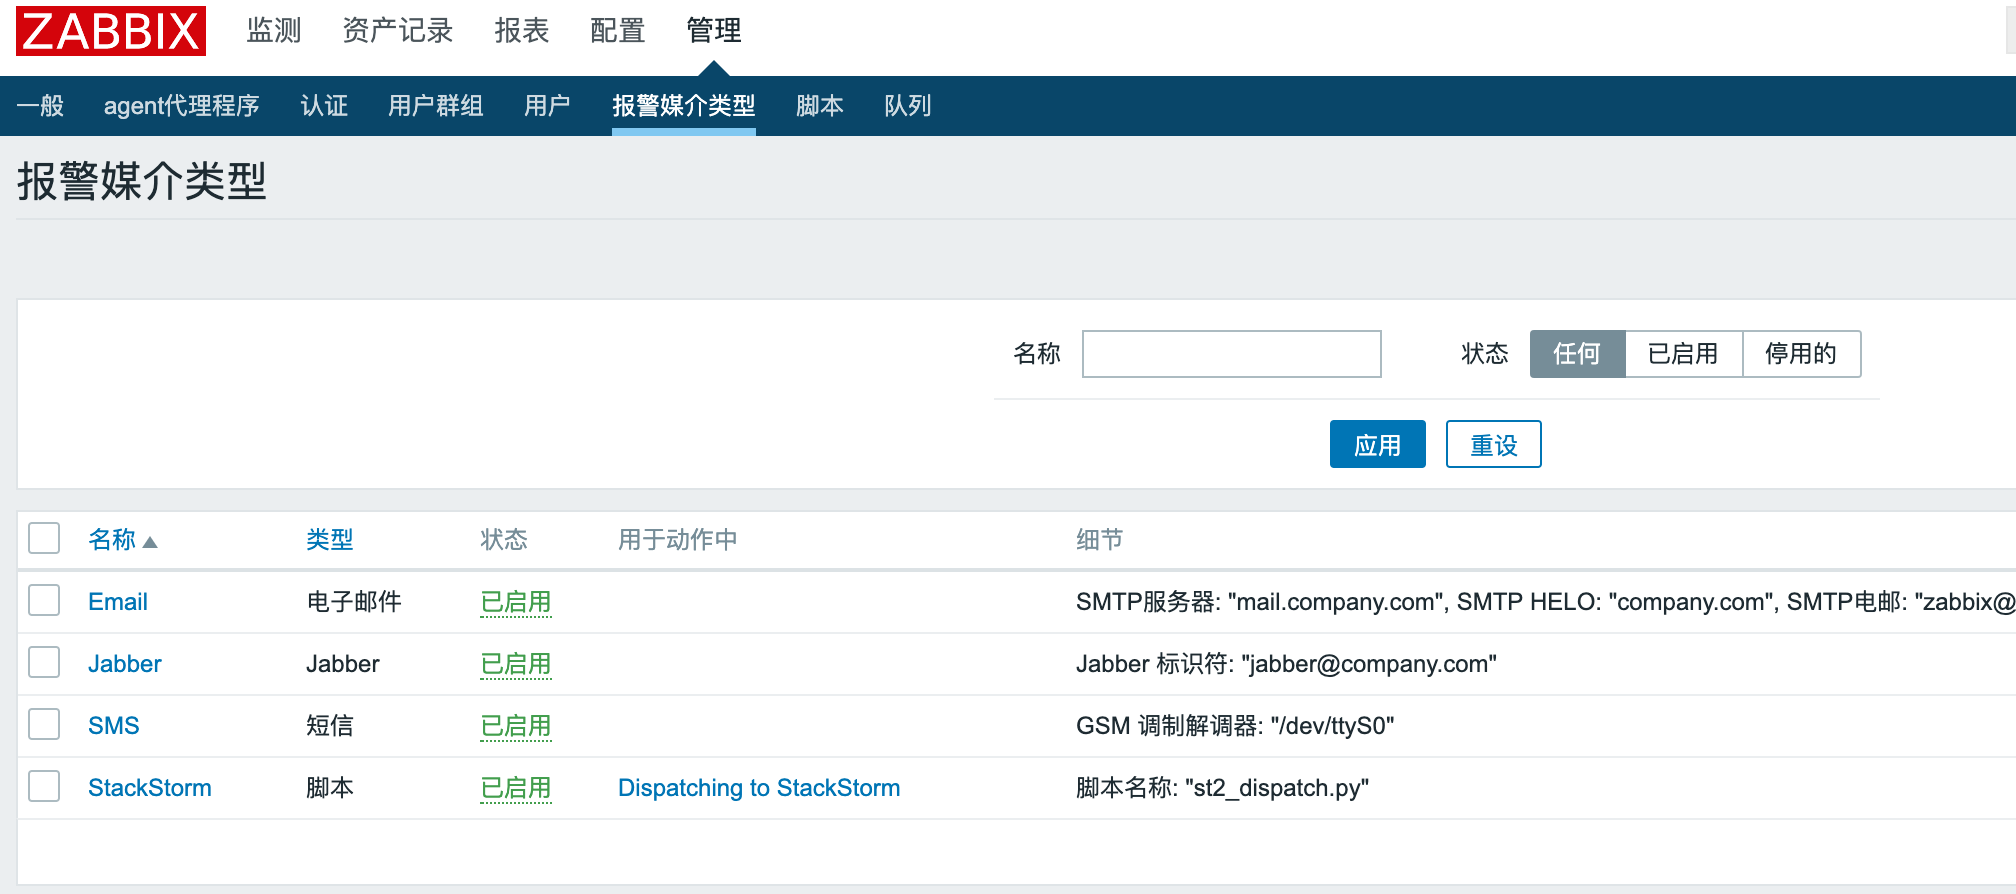 ZABBIX 监测 资产记录 报表 配置 管理
一般 agent代理程序 认证 用户群组 用户 报警媒介类型 脚本 队列
报警媒介类型
名称 状态 任何 已启用 停用的
应用 重设
名称▲ 类型 状态 用于动作中 细节
Email 电子邮件 已启用 SMTP服务器: "mail.company.com", SMTP HELO: "company.com", SMTP电邮: "zabbix@
Jabber Jabber 已启用 Jabber 标识符: "jabber@company.com"
SMS 短信 已启用 GSM 调制解调器: "/dev/ttyS0"
StackStorm 脚本 已启用 Dispatching to StackStorm 脚本名称: "st2_dispatch.py"